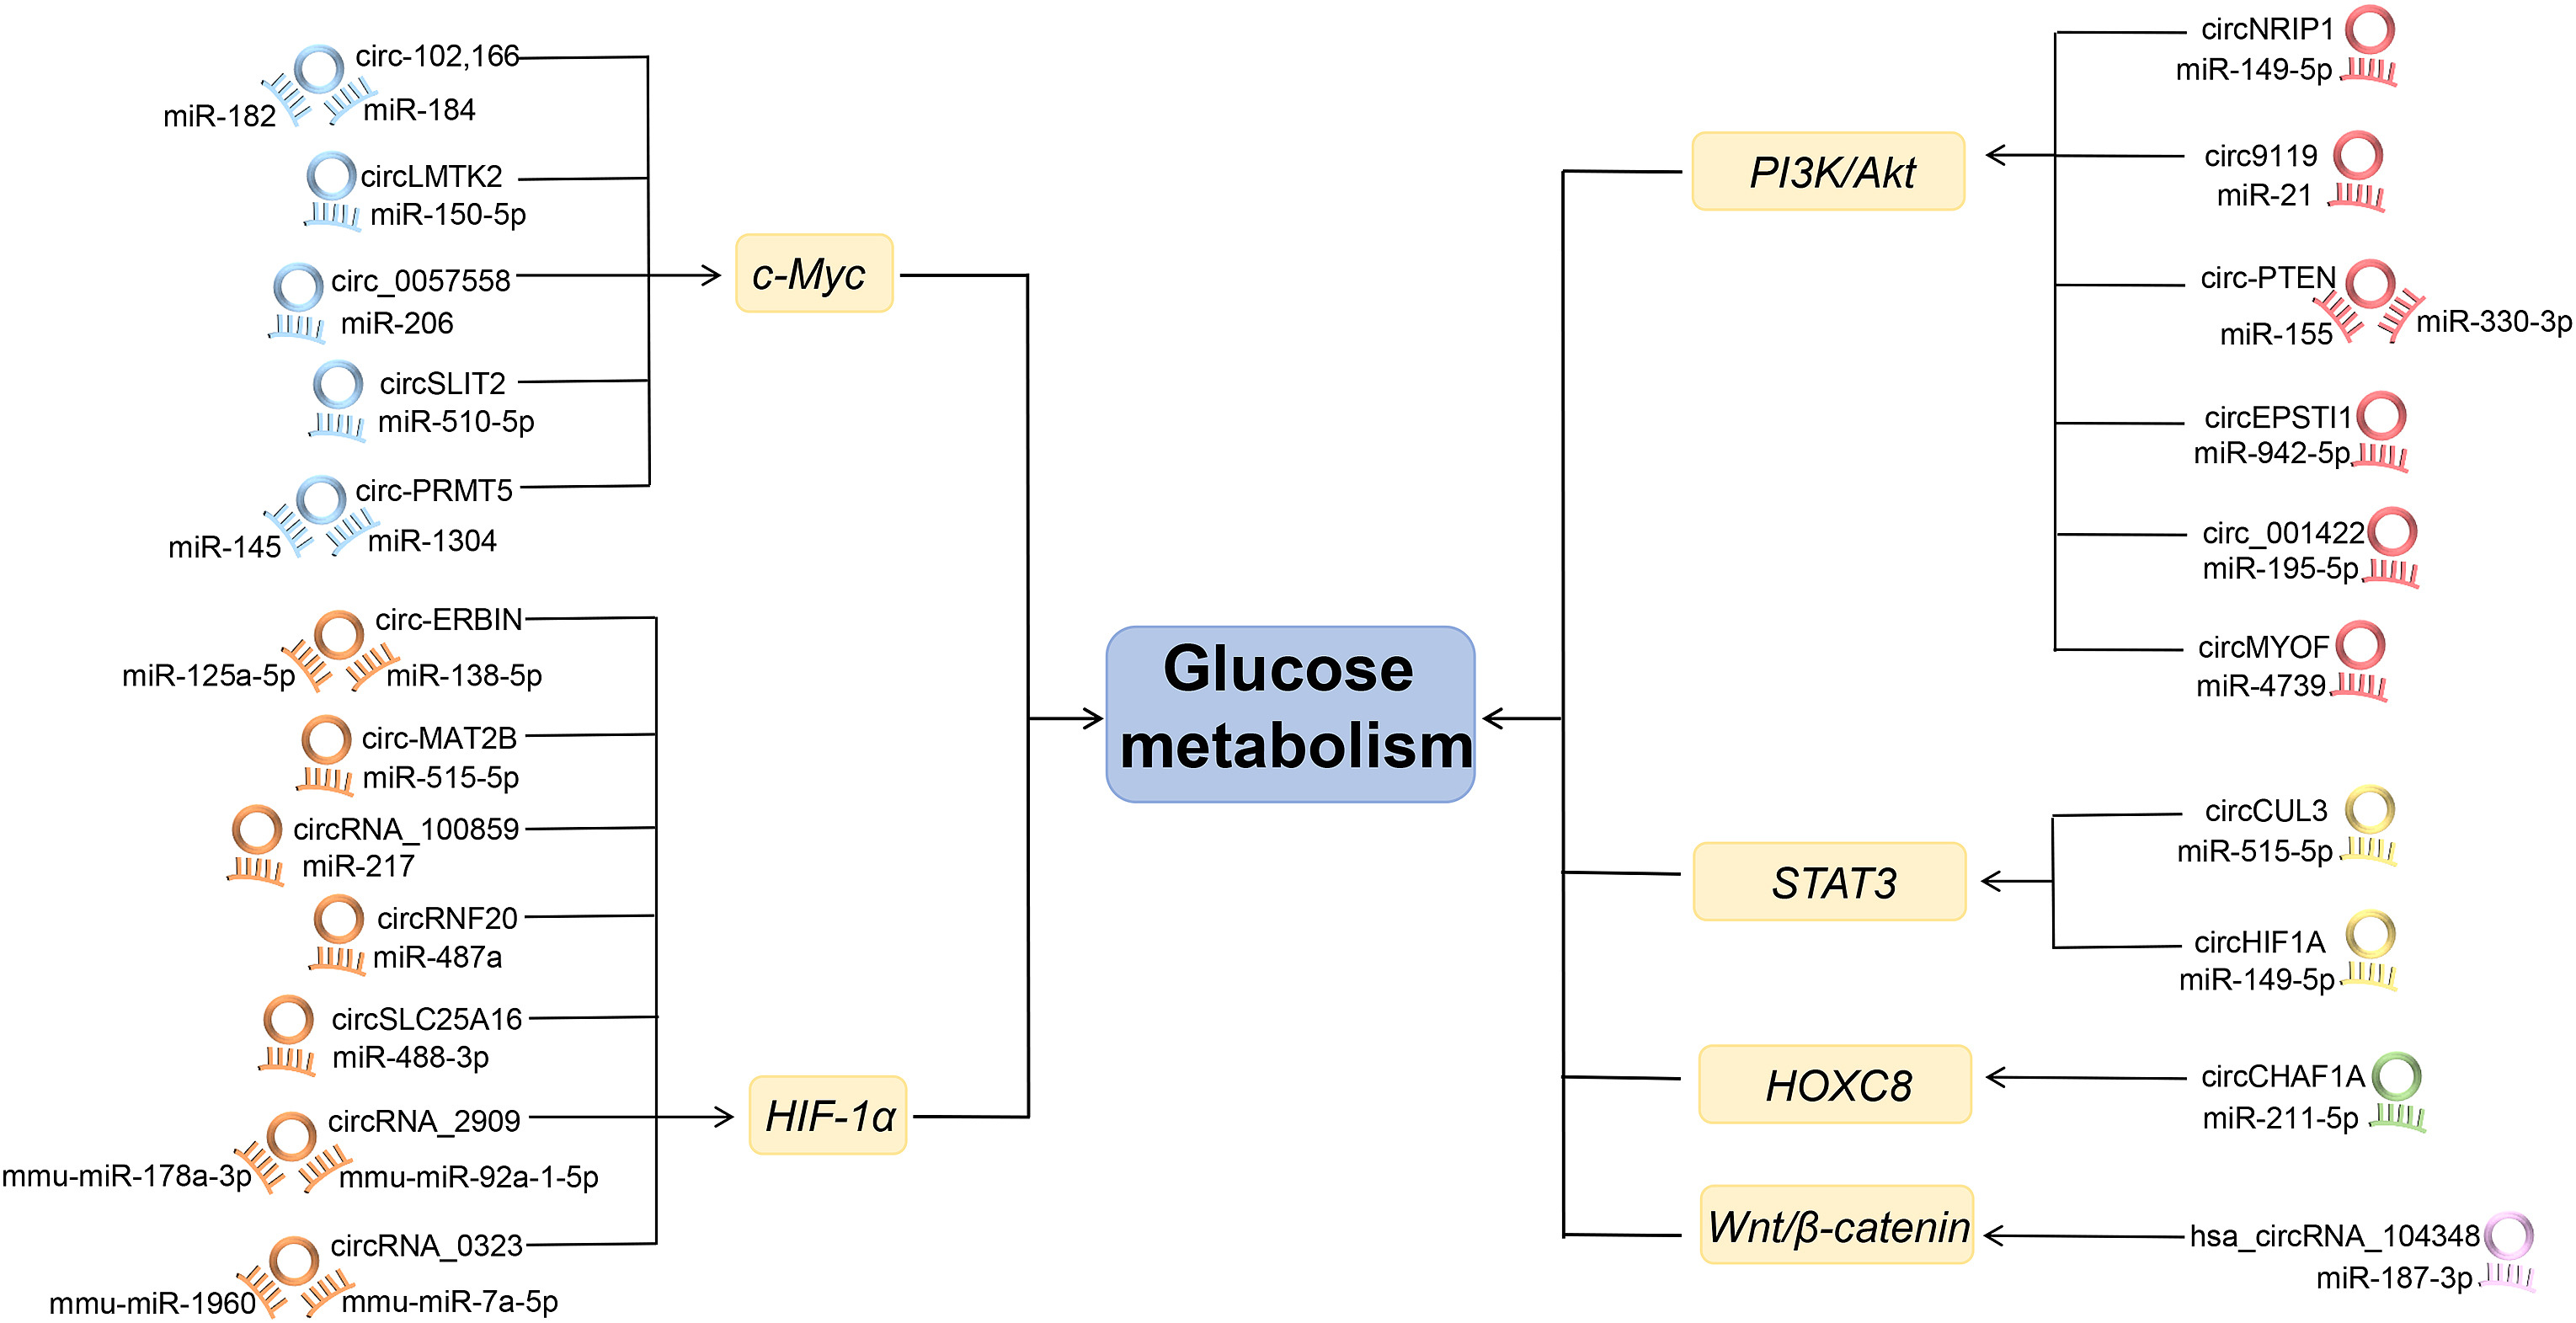 circ-102,166
miR-182
miR-184
circLMTK2
miR-150-5p
circ_0057558
miR-206
circSLIT2
miR-510-5p
circ-PRMT5
miR-145
miR-1304
c-Myc
circ-ERBIN
miR-125a-5p
miR-138-5p
circ-MAT2B
miR-515-5p
circRNA_100859
miR-217
circRNF20
miR-487a
circSLC25A16
miR-488-3p
circRNA_2909
mmu-miR-178a-3p
mmu-miR-92a-1-5p
circRNA_0323
mmu-miR-1960
mmu-miR-7a-5p
HIF-1α
Glucose
metabolism
PI3K/Akt
circNRIP1
miR-149-5p
circ9119
miR-21
circ-PTEN
miR-155
miR-330-3p
circEPSTI1
miR-942-5p
circ_001422
miR-195-5p
circMYOF
miR-4739
STAT3
circCUL3
miR-515-5p
circHIF1A
miR-149-5p
HOXC8
circCHAF1A
miR-211-5p
Wnt/β-catenin
hsa_circRNA_104348
miR-187-3p